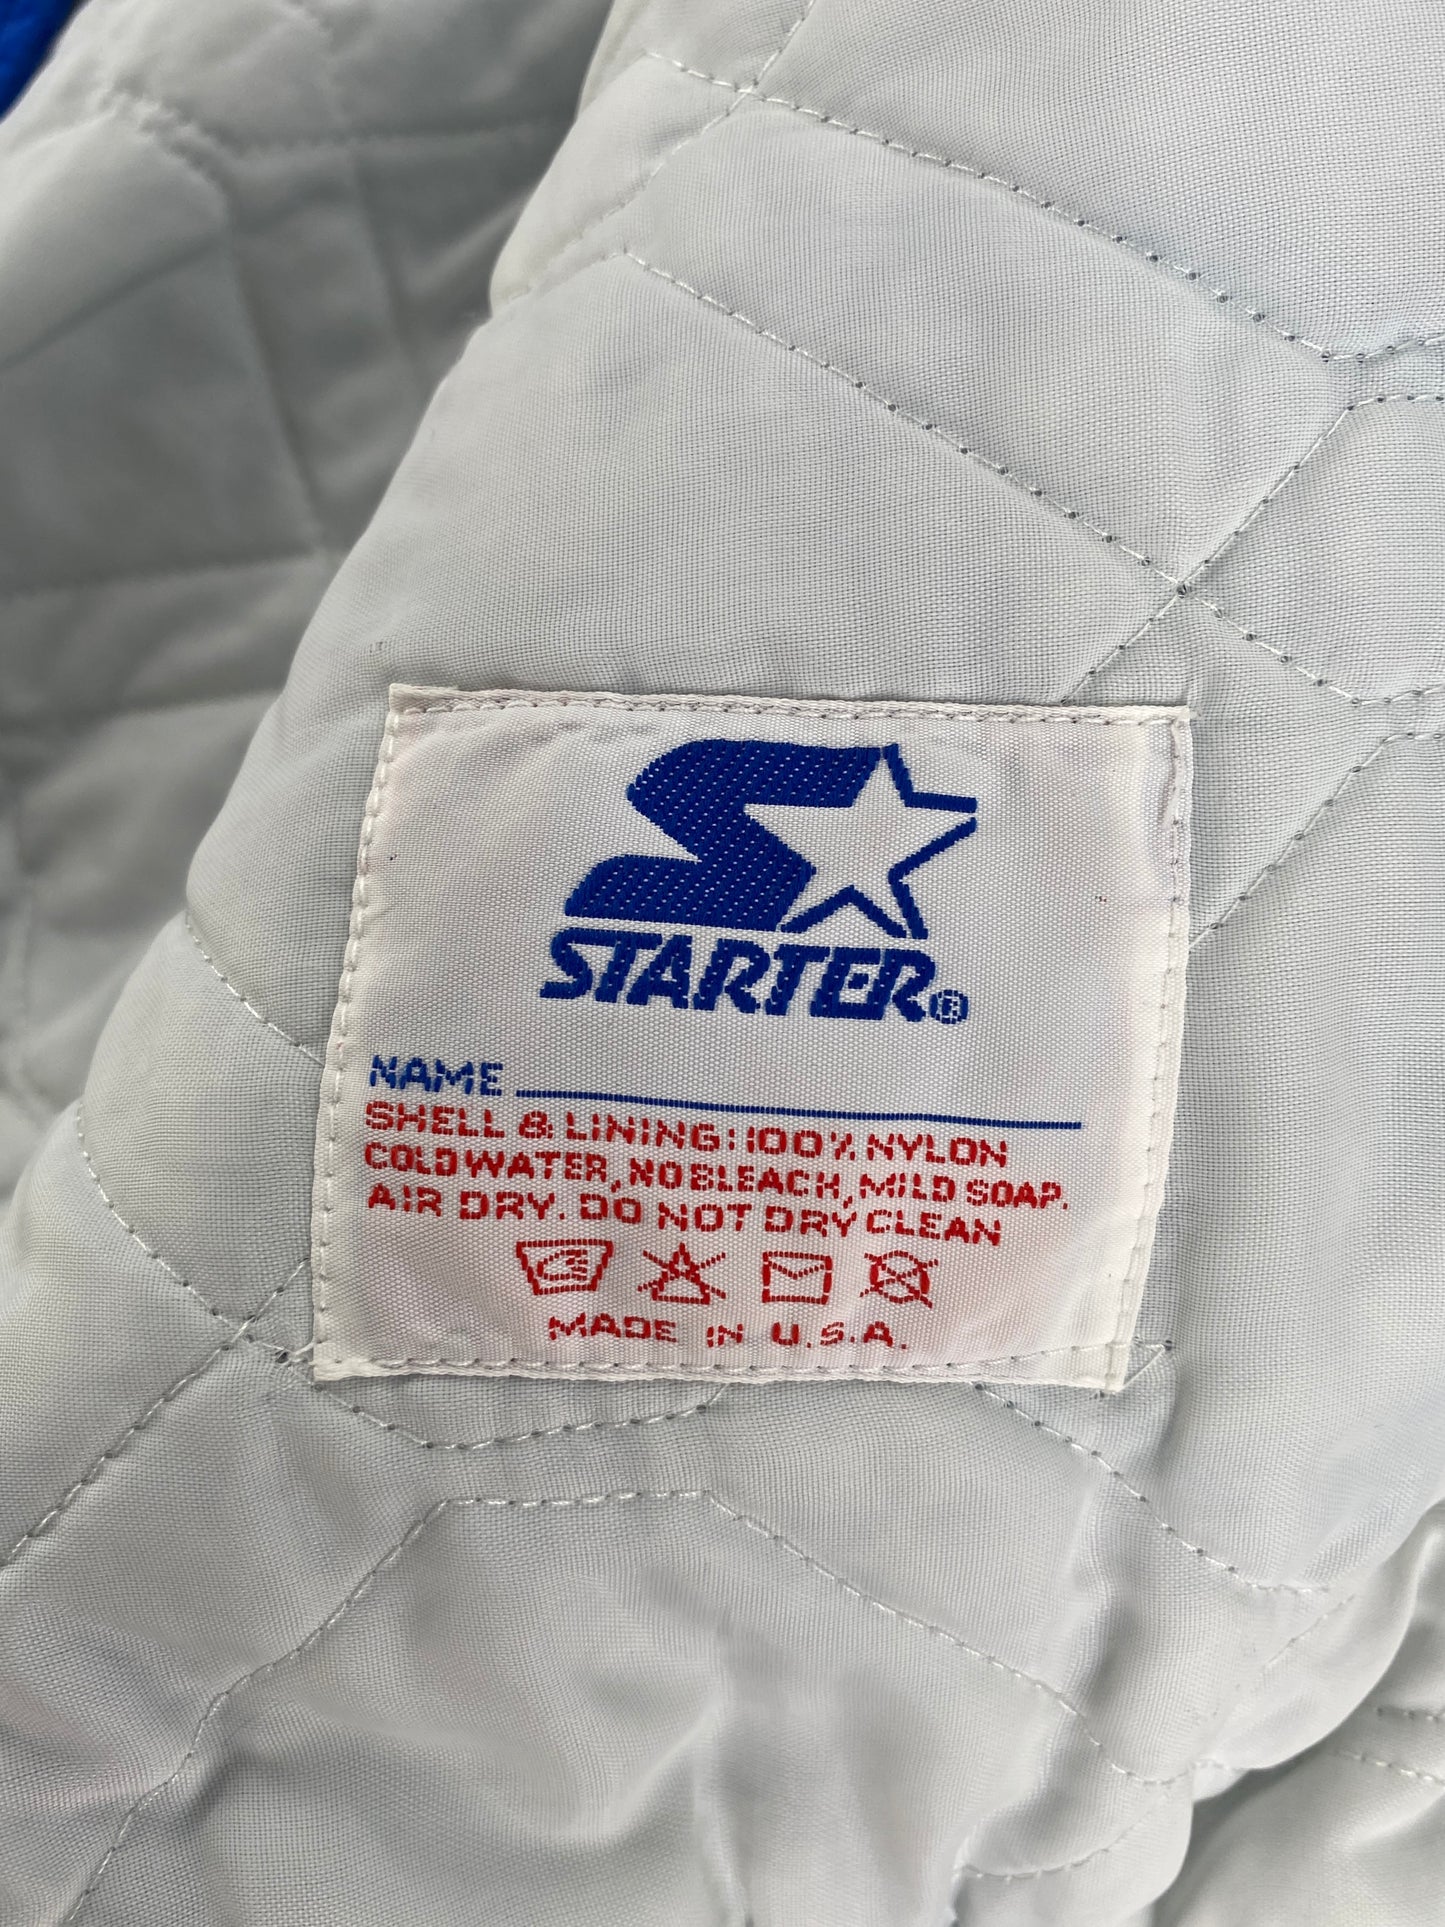 STARTER®
NAME
SHELL & LINING: 100% NYLON
COLD WATER, NO BLEACH, MILD SOAP.
AIR DRY. DO NOT DRY CLEAN
MADE IN U.S.A.